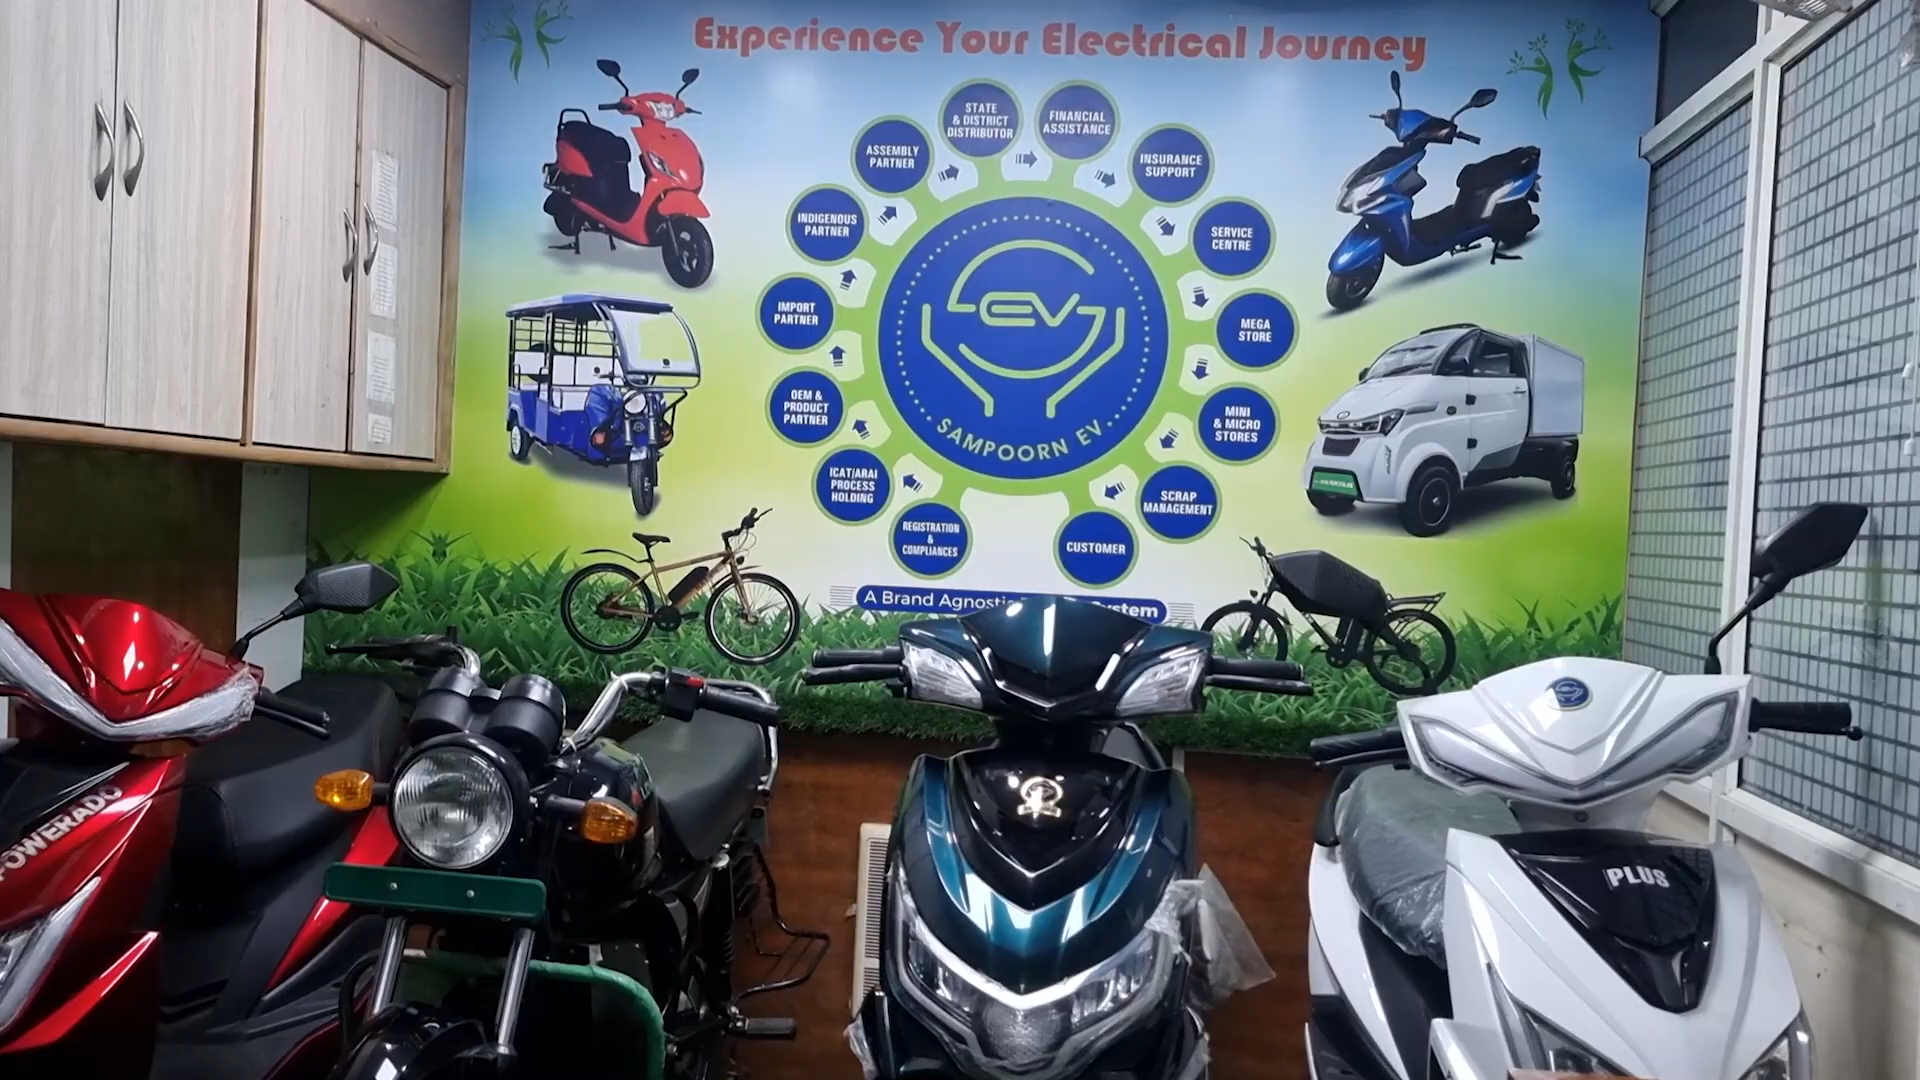 Experience Your Electrical Journey
STATE
& DISTRICT
DISTRIBUTOR
FINANCIAL
ASSISTANCE
ASSEMBLY
PARTNER
INSURANCE
SUPPORT
INDIGENOUS
PARTNER
SERVICE
CENTRE
IMPORT
PARTNER
MEGA
STORE
OEM &
PRODUCT
PARTNER
MINI
& MICRO
STORES
ICAT/ARAI
PROCESS
HOLDING
SCRAP
MANAGEMENT
REGISTRATION
&
COMPLIANCES
CUSTOMER
EV
SAMPOORN EV
A Brand Agnostic
POWERADO
PLUS